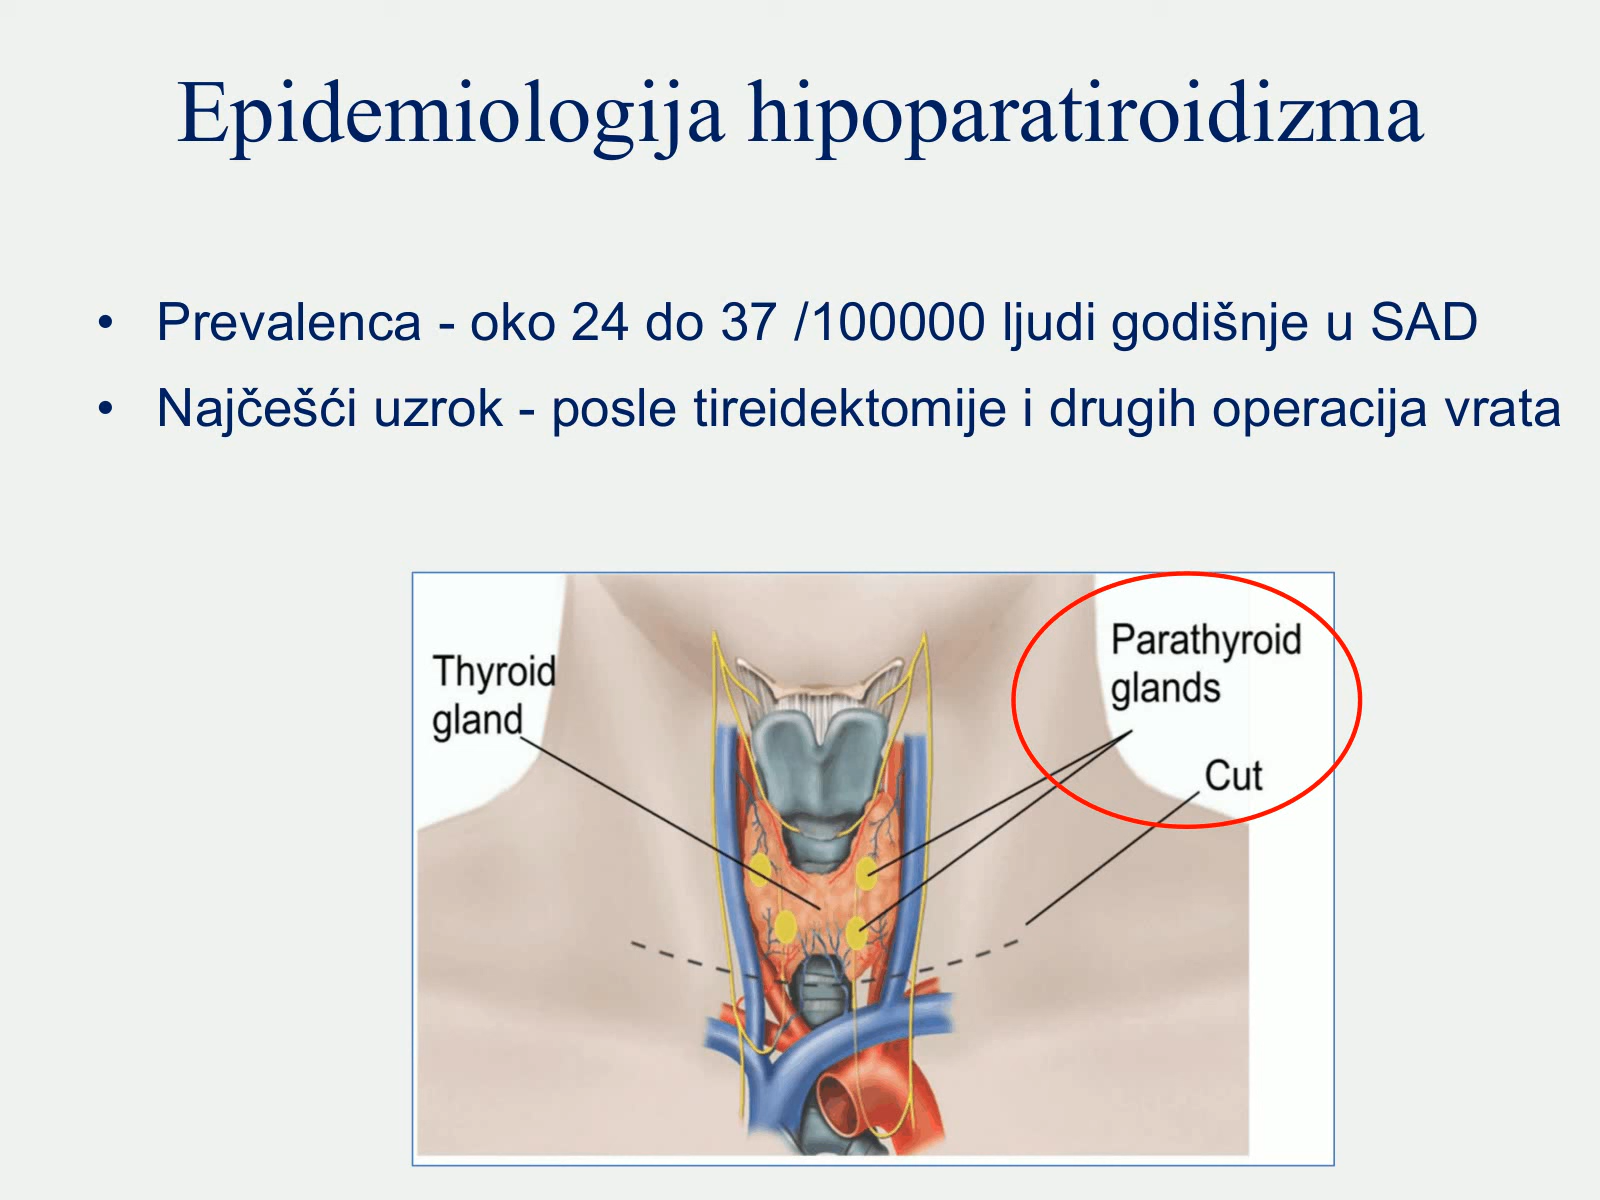 Epidemiologija hipoparatiroidizma
• Prevalenca - oko 24 do 37 /100000 ljudi godišnje u SAD
• Najčešći uzrok - posle tireidektomije i drugih operacija vrata
Thyroid
gland
Parathyroid
glands
Cut